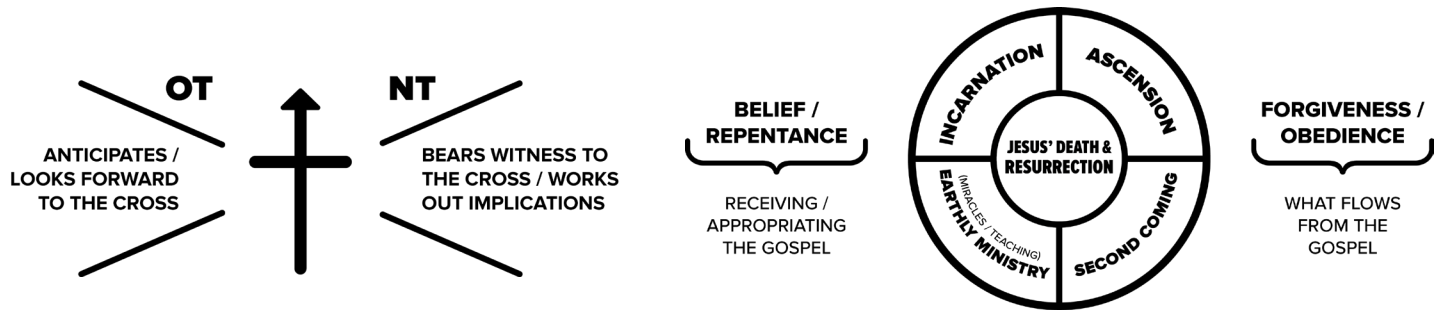 OT
ANTICIPATES /
LOOKS FORWARD
TO THE CROSS
NT
BEARS WITNESS TO
THE CROSS / WORKS
OUT IMPLICATIONS
BELIEF /
REPENTANCE
RECEIVING /
APPROPRIATING
THE GOSPEL
INCARNATION
ASCENSION
JESUS' DEATH &
RESURRECTION
(MIRACLES / TEACHING)
EARTHLY MINISTRY
SECOND COMING
FORGIVENESS /
OBEDIENCE
WHAT FLOWS
FROM THE
GOSPEL